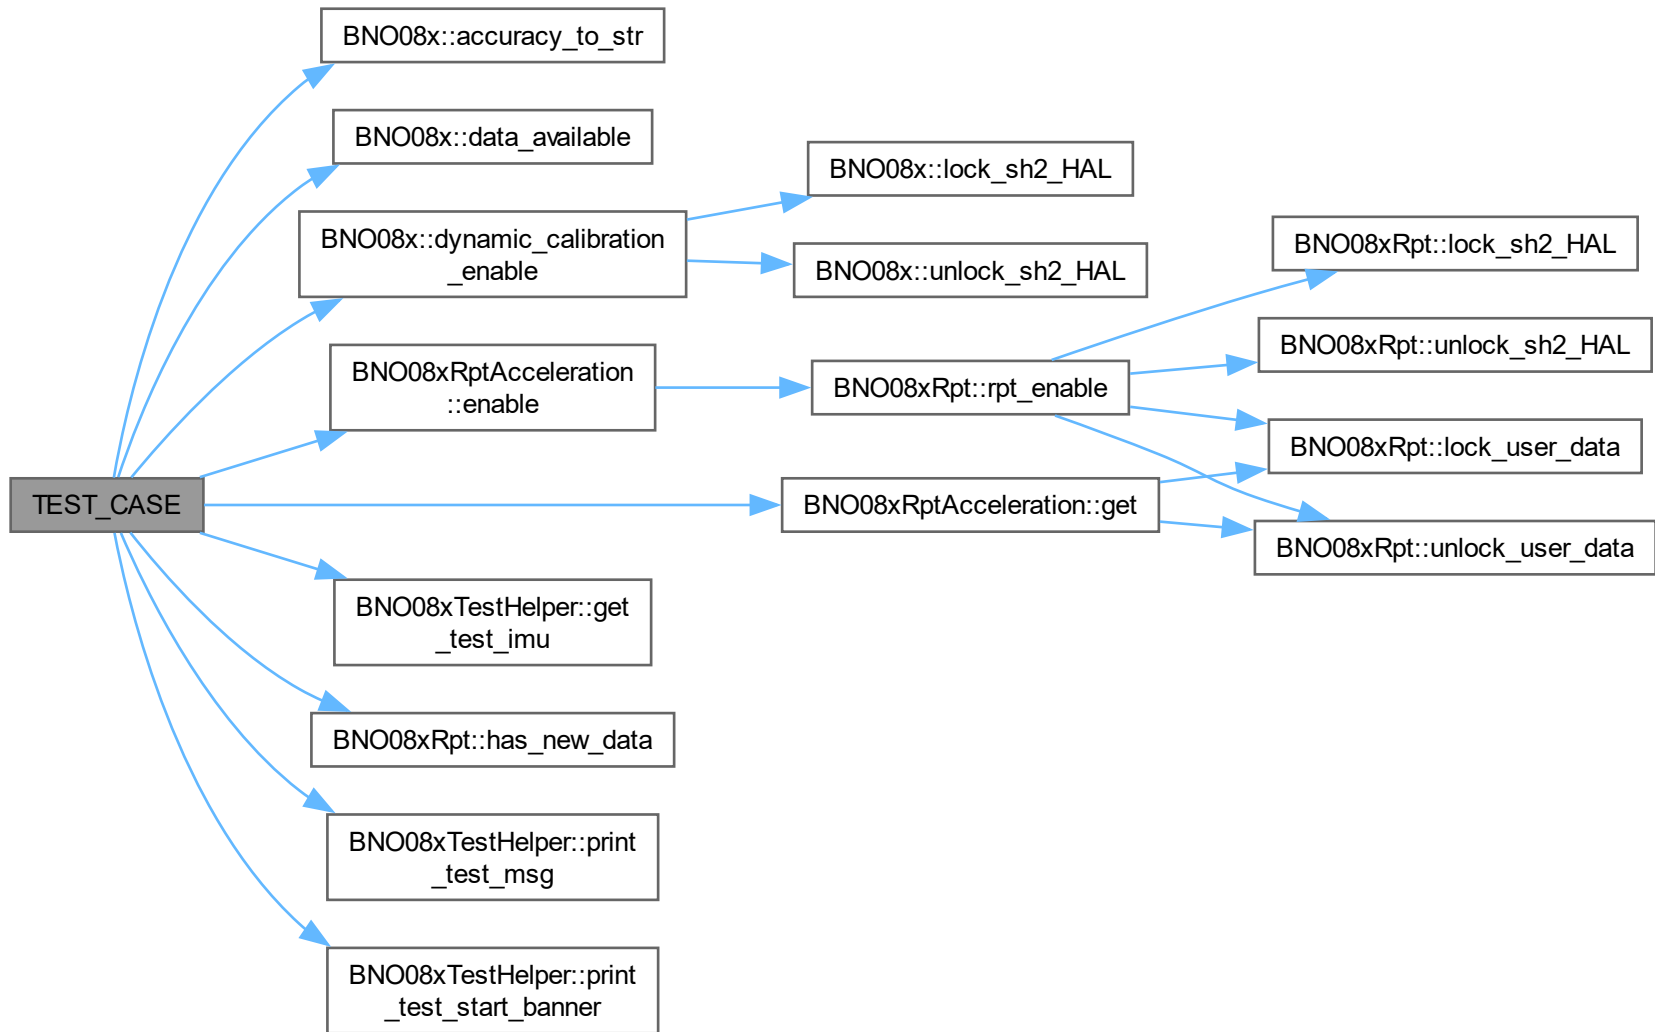 BNO08x::accuracy_to_str
BNO08x::data_available
BNO08x::lock_sh2_HAL
BNO08x::dynamic_calibration
_enable
BNO08x::unlock_sh2_HAL
BNO08xRpt::lock_sh2_HAL
BNO08xRpt::unlock_sh2_HAL
BNO08xRptAcceleration
::enable
BNO08xRpt::rpt_enable
BNO08xRpt::lock_user_data
TEST_CASE
BNO08xRptAcceleration::get
BNO08xRpt::unlock_user_data
BNO08xTestHelper::get
_test_imu
BNO08xRpt::has_new_data
BNO08xTestHelper::print
_test_msg
BNO08xTestHelper::print
_test_start_banner